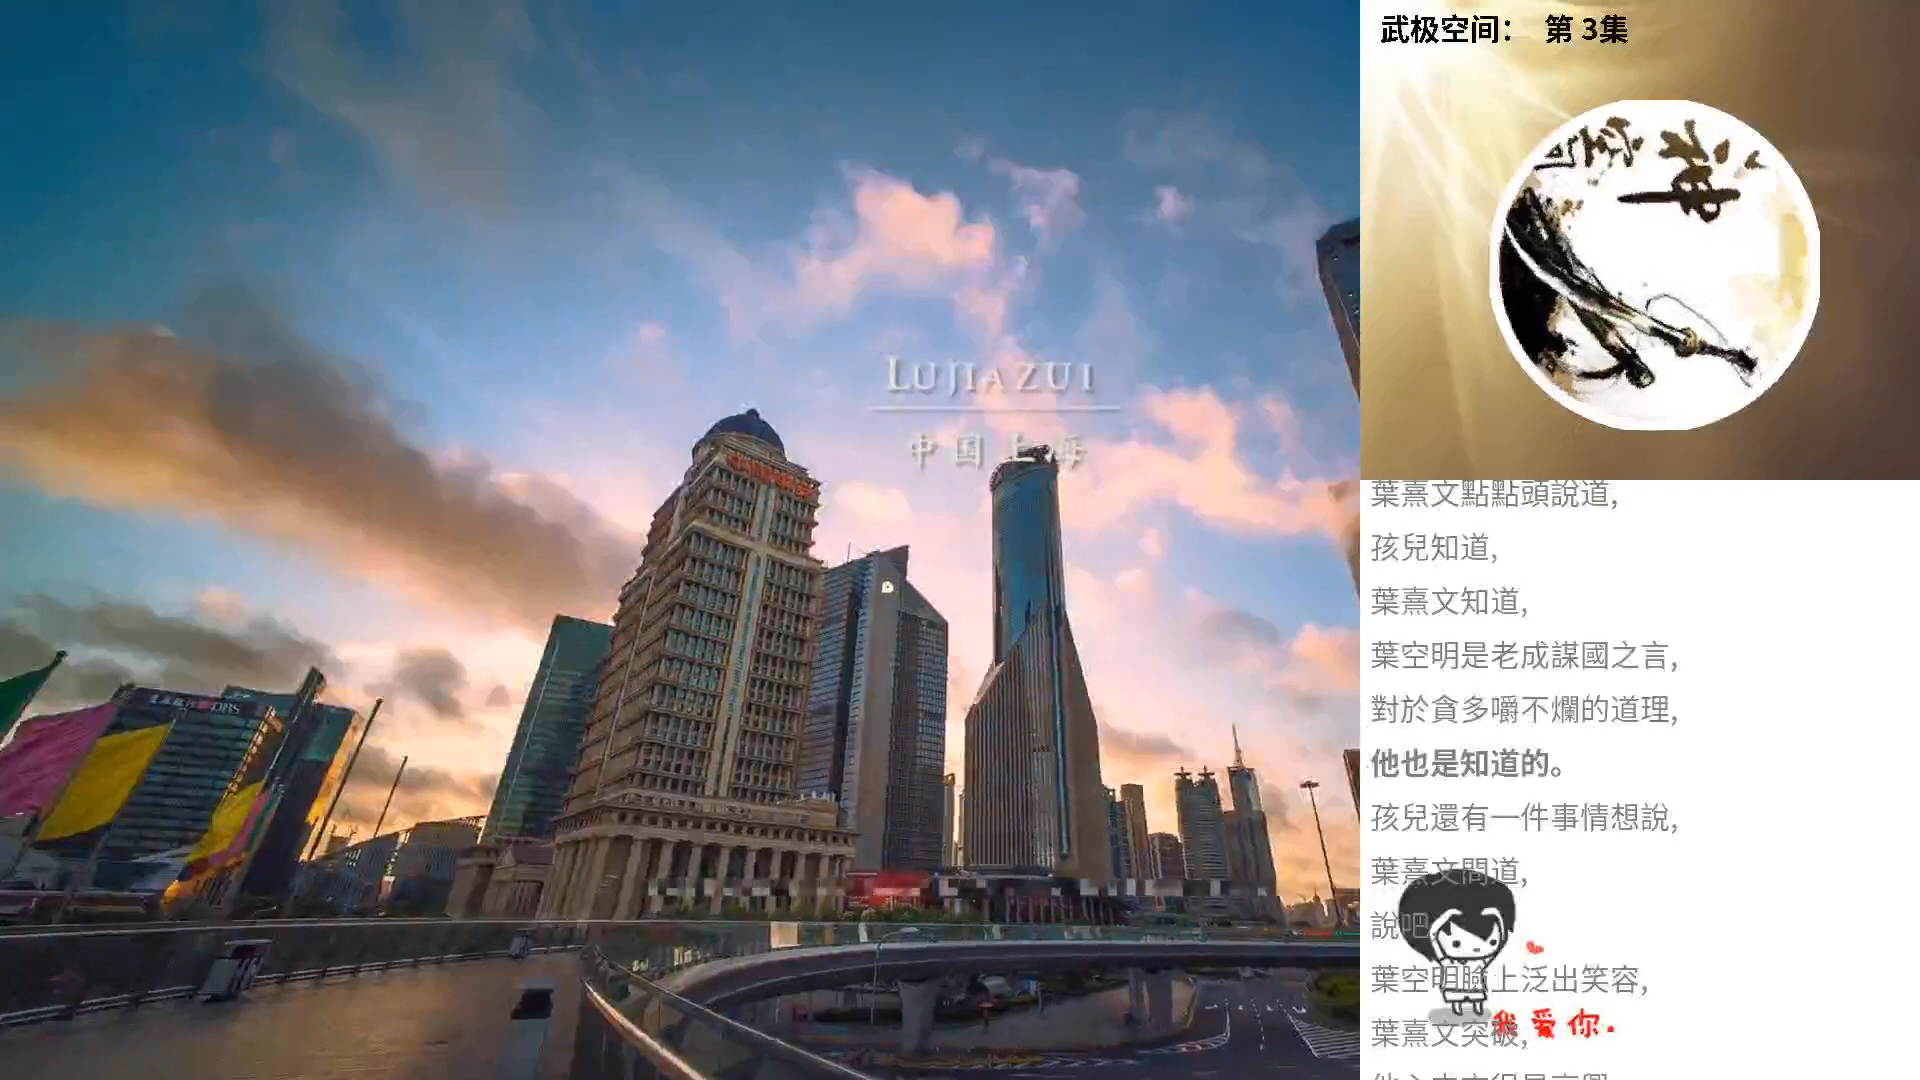 LUJIAZUI
中国上海
DBS
武极空间： 第 3集
葉熹文點點頭說道,
孩兒知道,
葉熹文知道,
葉空明是老成謀國之言,
對於貪多嚼不爛的道理,
他也是知道的。
孩兒還有一件事情想說,
葉熹文問道,
說吧
葉空明臉上泛出笑容,
葉熹文突破,
我爱你.